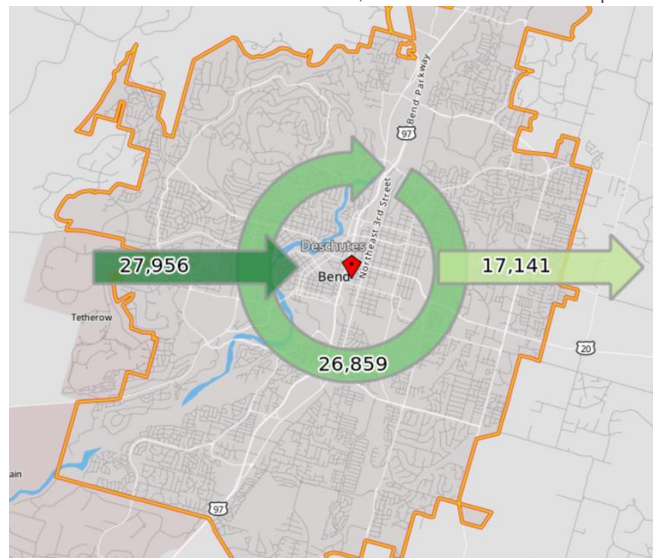 Bend Parkway
97
Northeast 3rd Street
Deschutes
27,956
17,141
Bend
Tetherow
20
26,859
ain
97